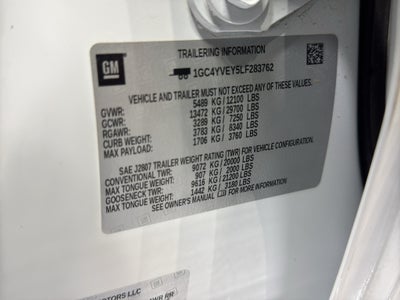 GM
TRAILERING INFORMATION
1GC4YVEY5LF283762
VEHICLE AND TRAILER MUST NOT EXCEED ANY OF THESE WEIGHTS
GVWR: 5489 KG / 12100 LBS
GCWR: 13472 KG / 29700 LBS
RGAWR: 3289 KG / 7250 LBS
CURB WEIGHT: 3783 KG / 8340 LBS
MAX PAYLOAD: 1706 KG / 3760 LBS
SAE J2807 TRAILER WEIGHT RATING (TWR) FOR VEHICLE CONFIGURATION.
CONVENTIONAL TWR: 9072 KG / 20000 LBS
MAX TONGUE WEIGHT: 907 KG / 2000 LBS
GOOSENECK TWR: 9616 KG / 21200 LBS
MAX TONGUE WEIGHT: 1442 KG / 3180 LBS
SEE OWNER'S MANUAL FOR MORE INFORMATION
MOTORS LLC